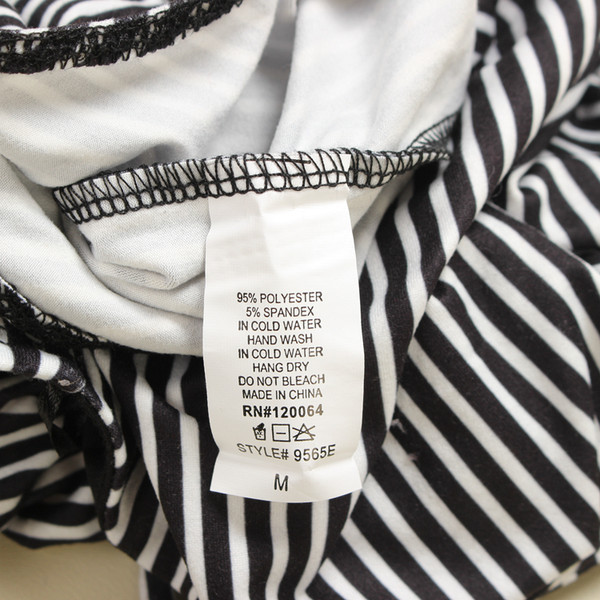 95% POLYESTER
5% SPANDEX
IN COLD WATER
HAND WASH
IN COLD WATER
HANG DRY
DO NOT BLEACH
MADE IN CHINA
RN#120064
STYLE# 9565E
M